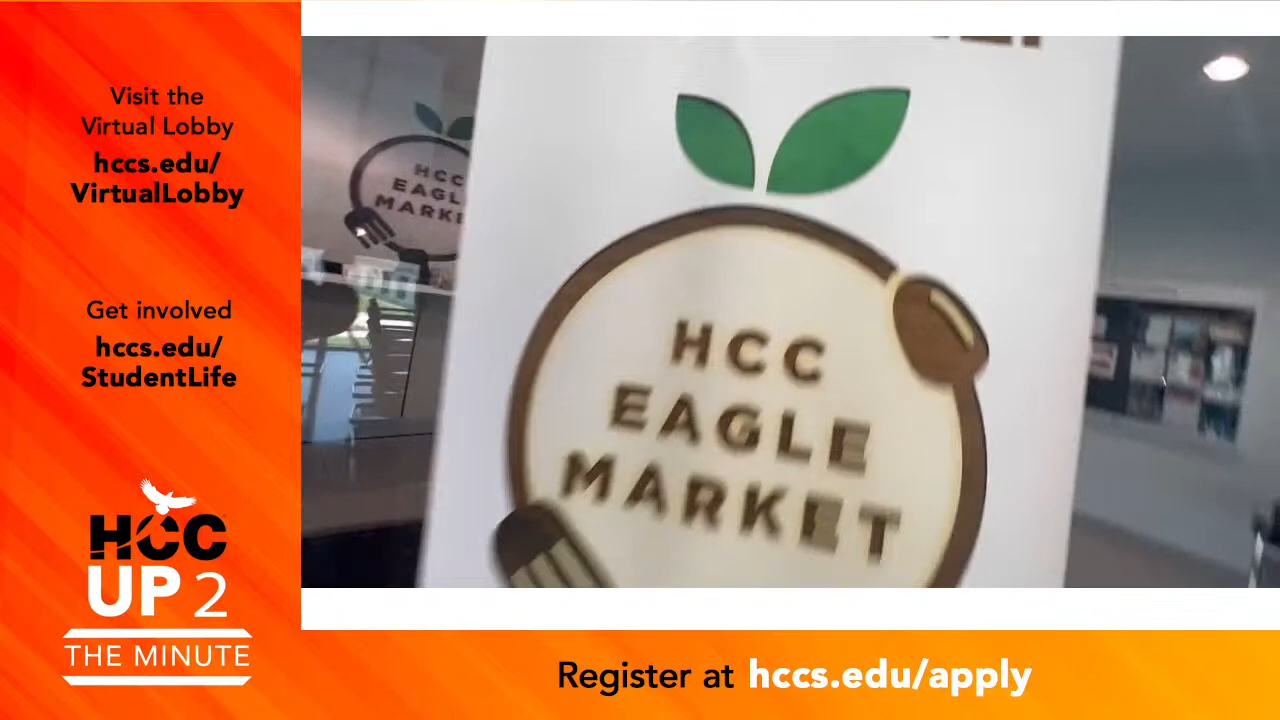 Visit the
Virtual Lobby
hccs.edu/
VirtualLobby
Get involved
hccs.edu/
StudentLife
HCC
UP 2
THE MINUTE
HCC
EAGLE
MARKET
HCC
EAGLE
MARKET
Register at hccs.edu/apply